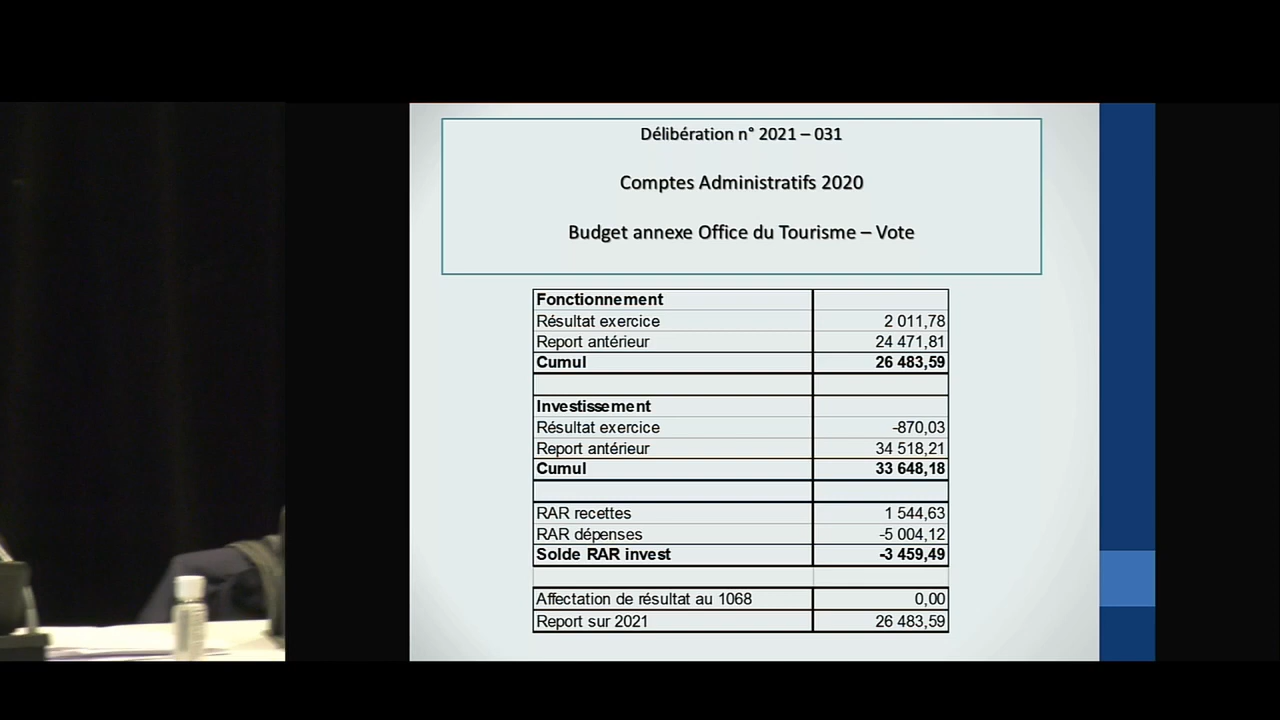 Délibération n° 2021 – 031
Comptes Administratifs 2020
Budget annexe Office du Tourisme – Vote
Fonctionnement
Résultat exercice 2 011,78
Report antérieur 24 471,81
Cumul 26 483,59
Investissement
Résultat exercice -870,03
Report antérieur 34 518,21
Cumul 33 648,18
RAR recettes 1 544,63
RAR dépenses -5 004,12
Solde RAR invest -3 459,49
Affectation de résultat au 1068 0,00
Report sur 2021 26 483,59